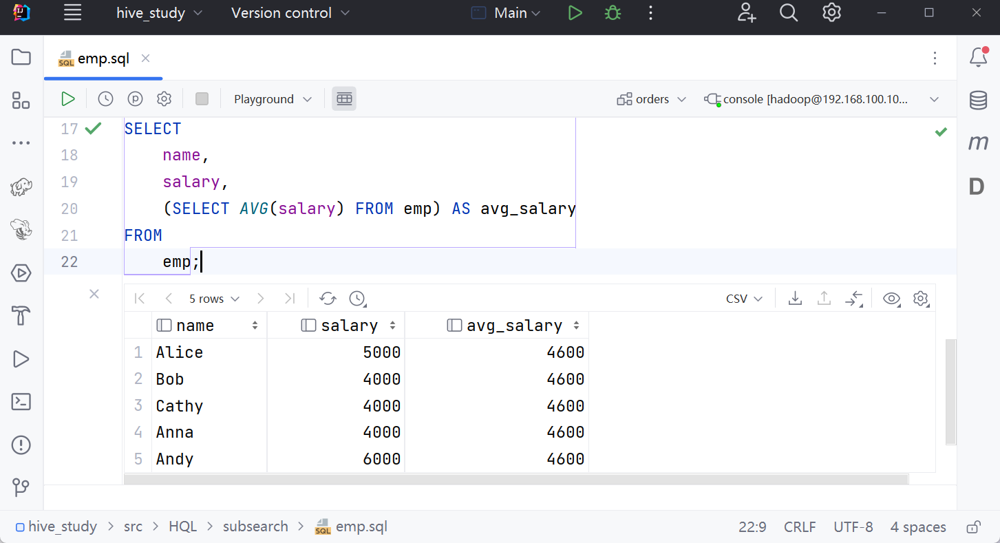 hive_study Version control Main
emp.sql
Playground orders console [hadoop@192.168.100.10...
17 SELECT
18 name,
19 salary,
20 (SELECT AVG(salary) FROM emp) AS avg_salary
21 FROM
22 emp;
5 rows CSV
name salary avg_salary
1 Alice 5000 4600
2 Bob 4000 4600
3 Cathy 4000 4600
4 Anna 4000 4600
5 Andy 6000 4600
hive_study > src > HQL > subsearch > emp.sql 22:9 CRLF UTF-8 4 spaces